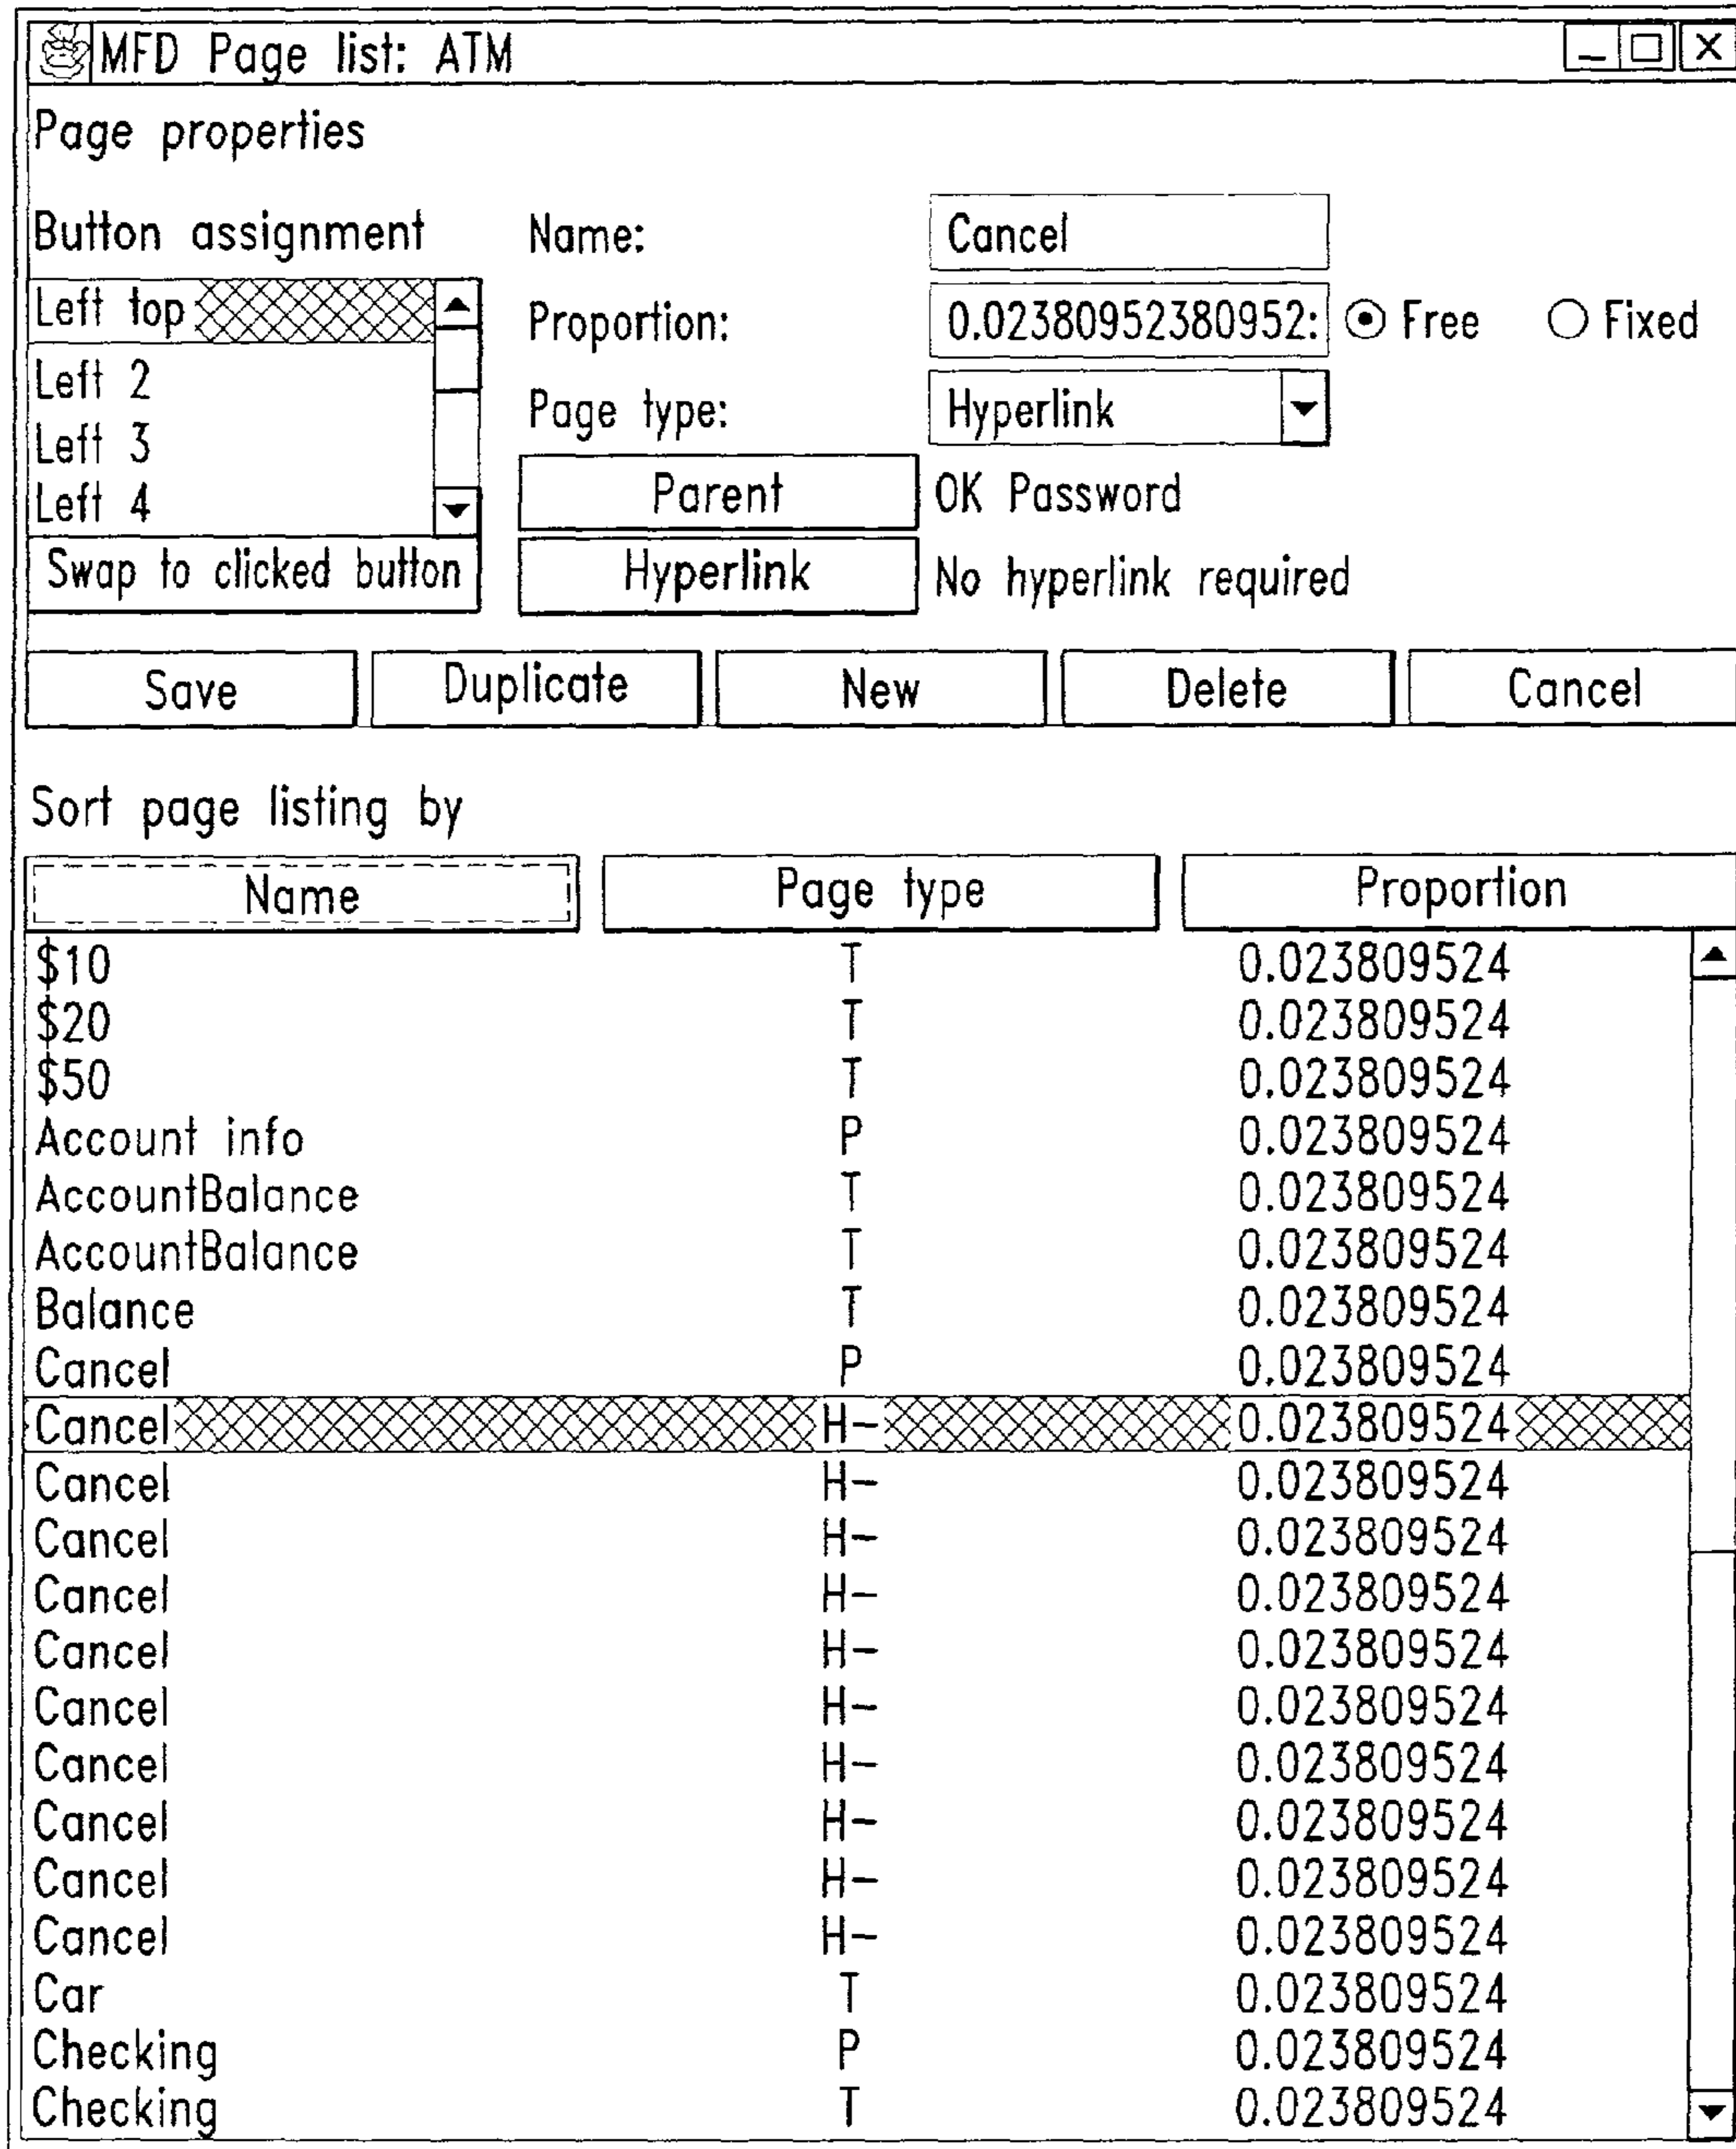 MFD Page list: ATM
Page properties
Button assignment Name: Cancel
Left top Proportion: 0.02380952380952: Free Fixed
Left 2 Page type: Hyperlink
Left 3
Left 4 Parent OK Password
Swap to clicked button Hyperlink No hyperlink required
Save Duplicate New Delete Cancel
Sort page listing by
Name Page type Proportion
$10 T 0.023809524
$20 T 0.023809524
$50 T 0.023809524
Account info P 0.023809524
AccountBalance T 0.023809524
AccountBalance T 0.023809524
Balance T 0.023809524
Cancel P 0.023809524
Cancel H- 0.023809524
Cancel H- 0.023809524
Cancel H- 0.023809524
Cancel H- 0.023809524
Cancel H- 0.023809524
Cancel H- 0.023809524
Cancel H- 0.023809524
Cancel H- 0.023809524
Cancel H- 0.023809524
Cancel H- 0.023809524
Car T 0.023809524
Checking P 0.023809524
Checking T 0.023809524